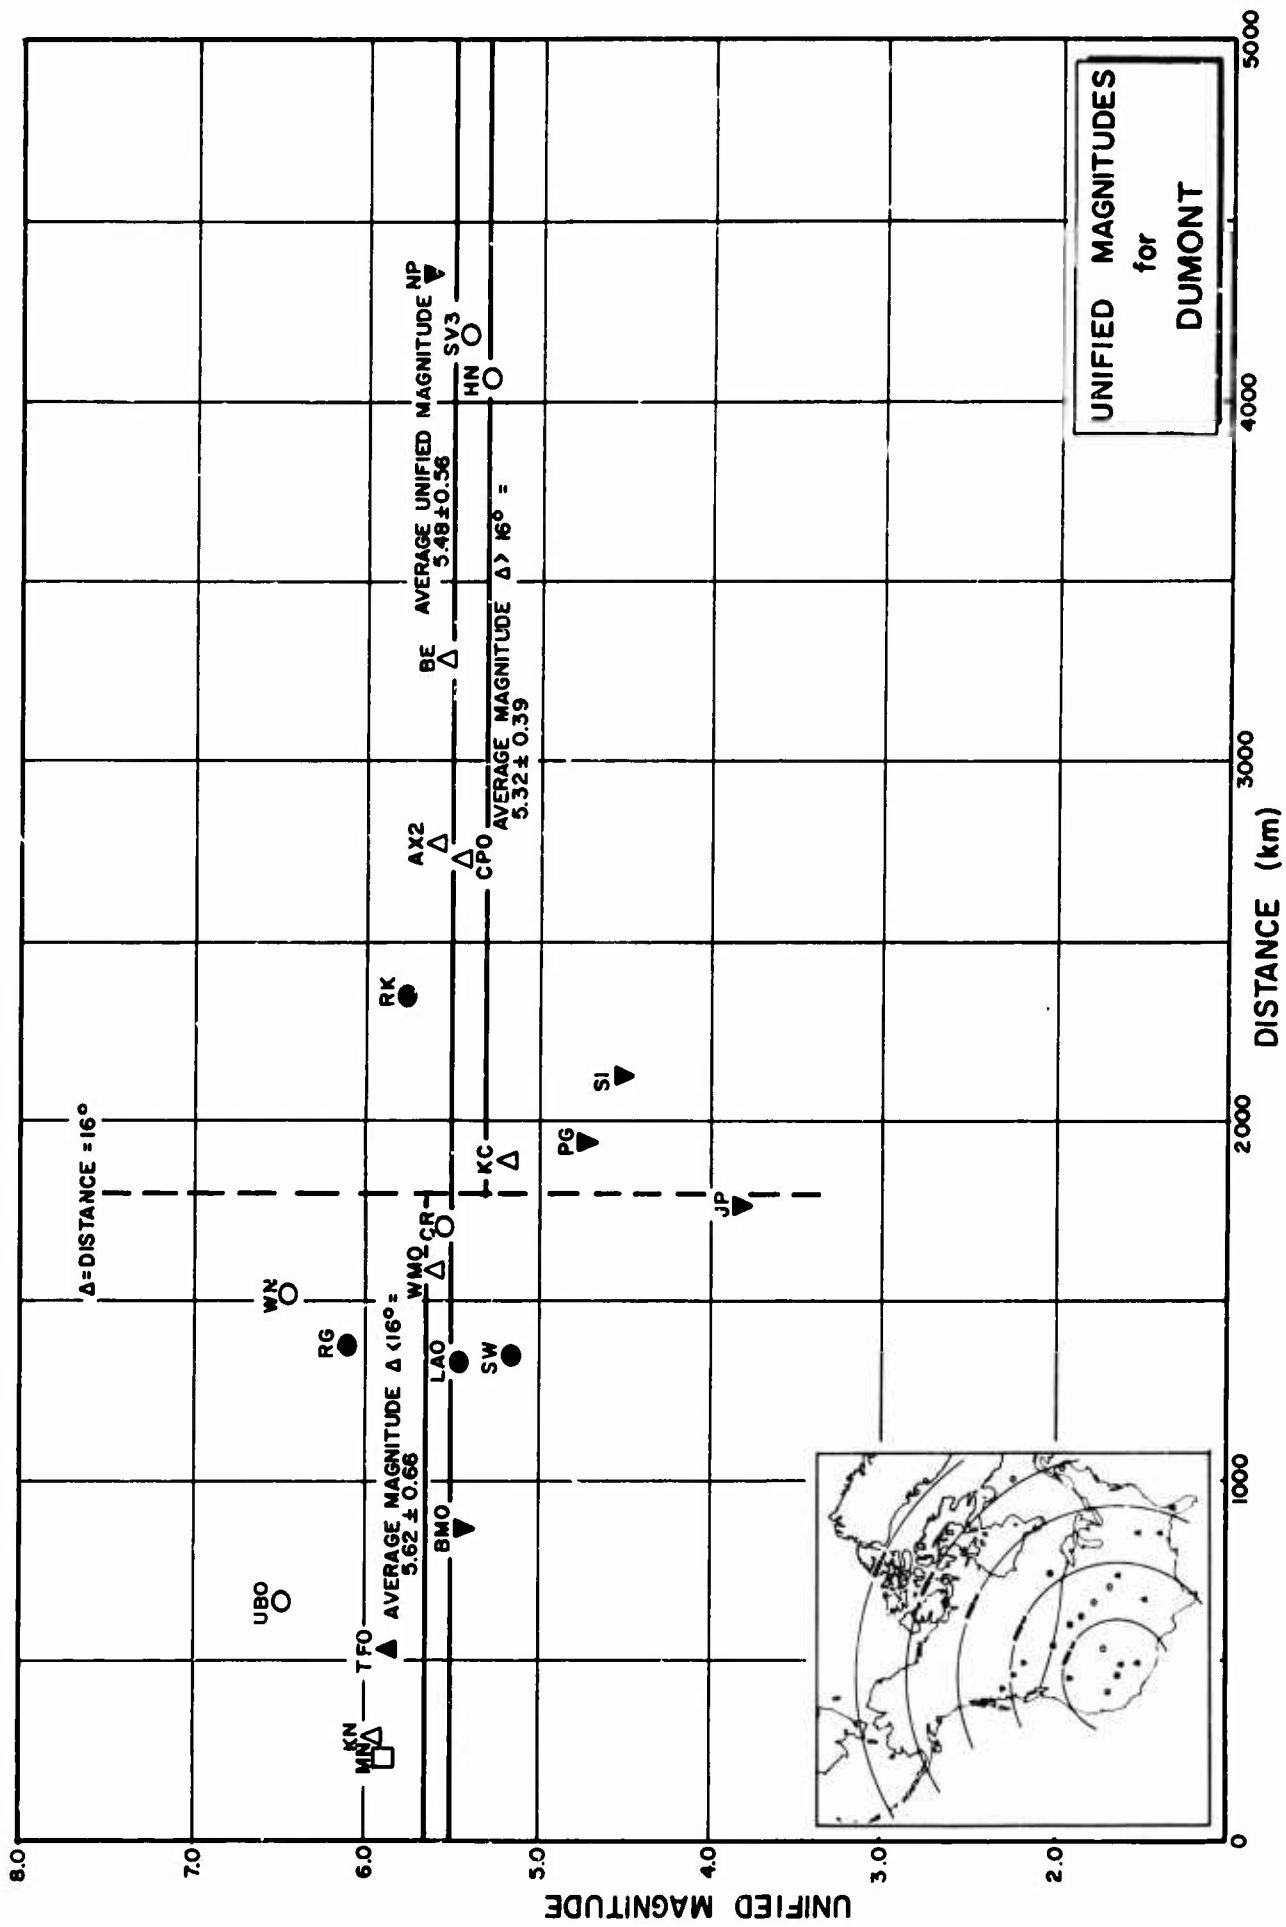 8.0
7.0
6.0
5.0
4.0
3.0
2.0
UNIFIED MAGNITUDE
0
1000
2000
3000
4000
5000
DISTANCE (km)
Δ=DISTANCE =16°
UBO
WN
RG
MN
KN
TFO
AVERAGE MAGNITUDE Δ<16°=
5.62 ± 0.66
BMO
LAO
SW
WMO
CR
JP
KC
PG
SI
RK
AX2
CPO
BE
AVERAGE UNIFIED MAGNITUDE
5.48±0.56
AVERAGE MAGNITUDE Δ> 16° =
5.32± 0.39
HN
SV3
NP
UNIFIED MAGNITUDES
for
DUMONT